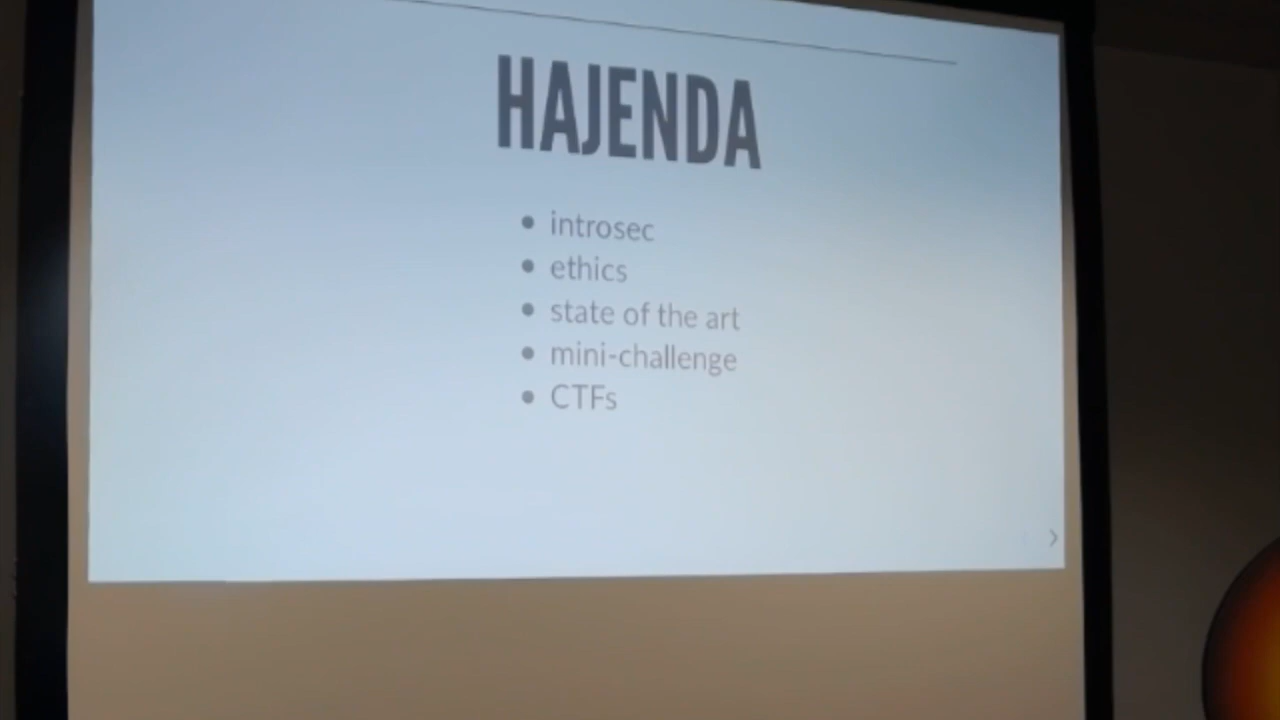 HAJENDA
introsec
ethics
state of the art
mini-challenge
CTFs